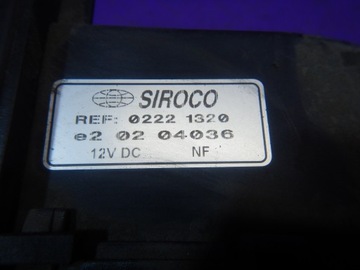 SIROCO
REF: 0222 1320
e2 02 04036
12V DC NF